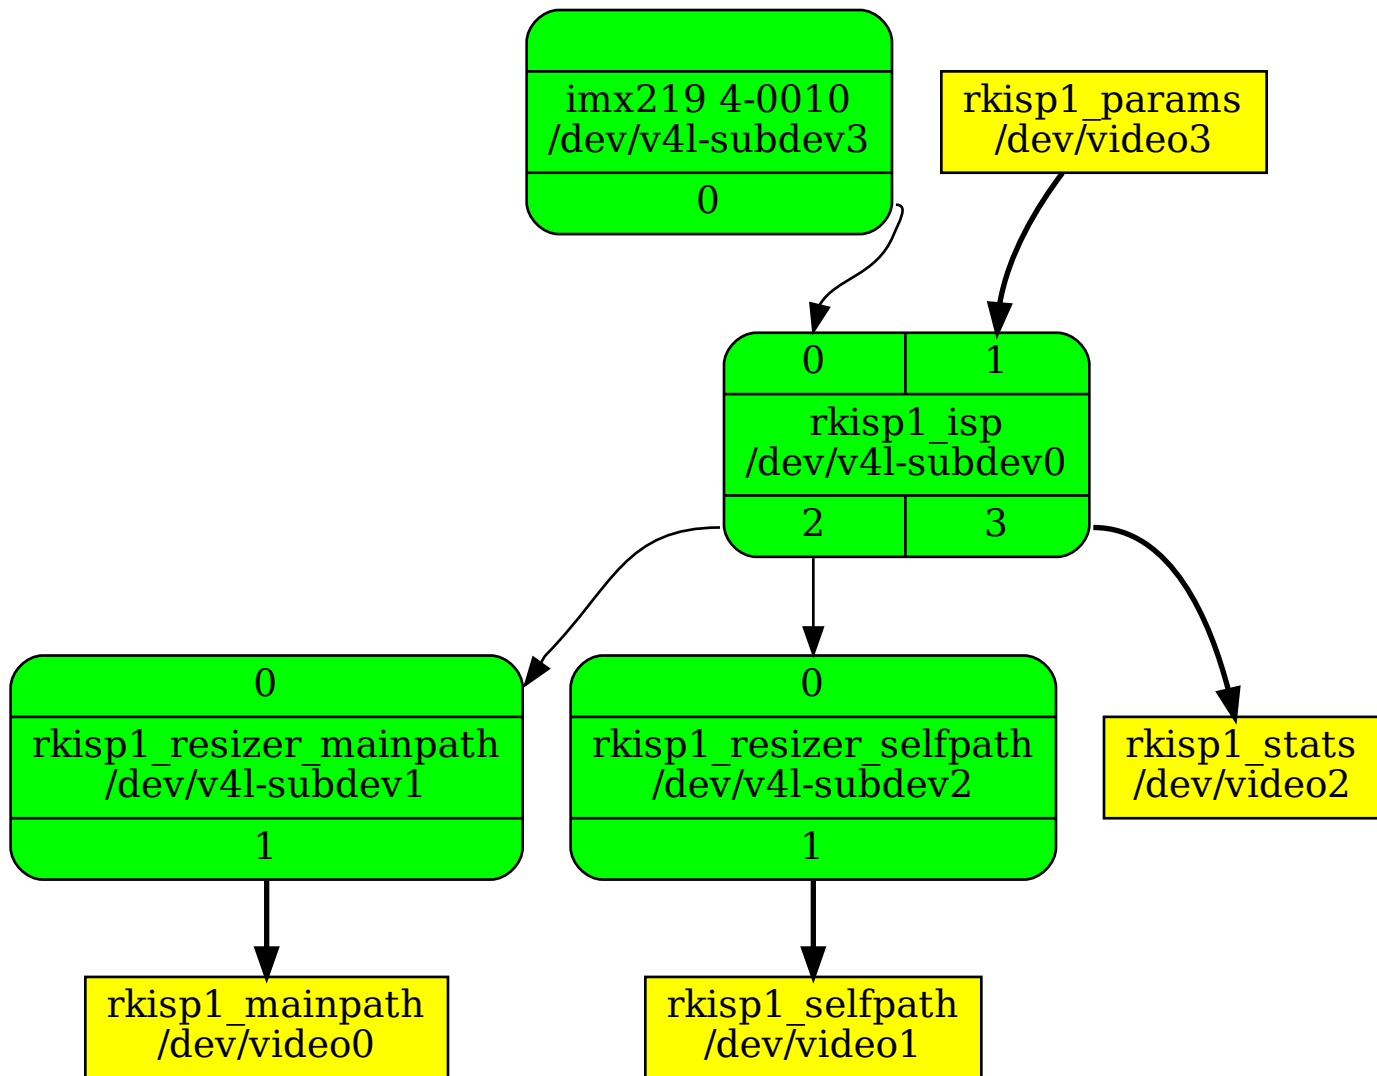 imx219 4-0010
/dev/v4l-subdev3
0
rkisp1_params
/dev/video3
0
1
rkisp1_isp
/dev/v4l-subdev0
2
3
0
rkisp1_resizer_mainpath
/dev/v4l-subdev1
1
0
rkisp1_resizer_selfpath
/dev/v4l-subdev2
1
rkisp1_stats
/dev/video2
rkisp1_mainpath
/dev/video0
rkisp1_selfpath
/dev/video1